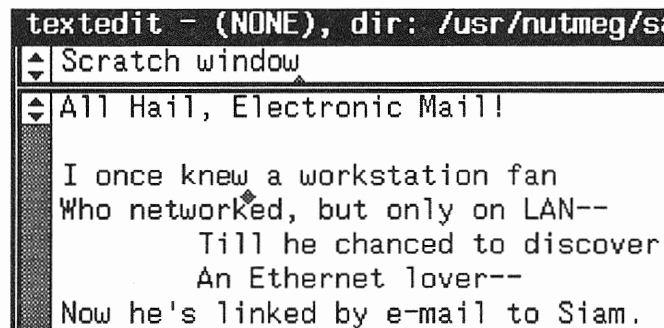 textedit - (NONE), dir: /usr/nutmeg/sa
Scratch window
All Hail, Electronic Mail!
I once knew a workstation fan
Who networked, but only on LAN--
Till he chanced to discover
An Ethernet lover--
Now he's linked by e-mail to Siam.